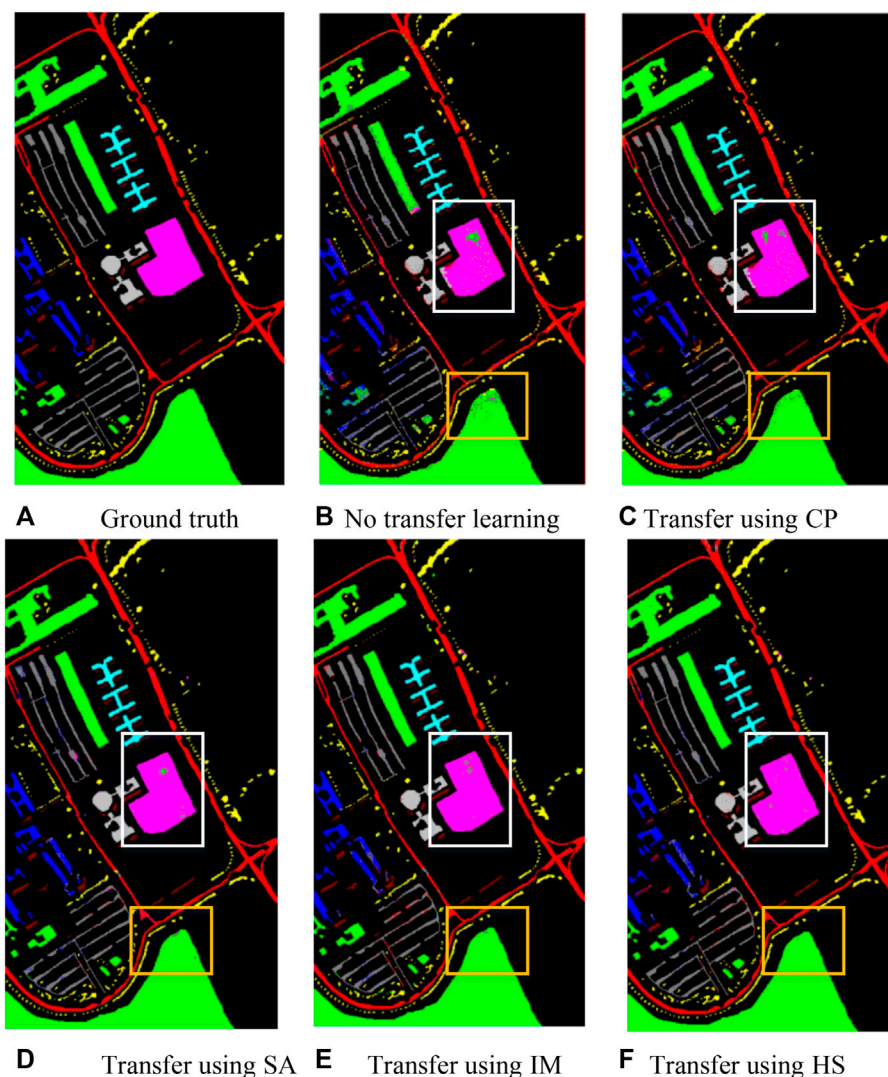 A Ground truth
B No transfer learning
C Transfer using CP
D Transfer using SA
E Transfer using IM
F Transfer using HS